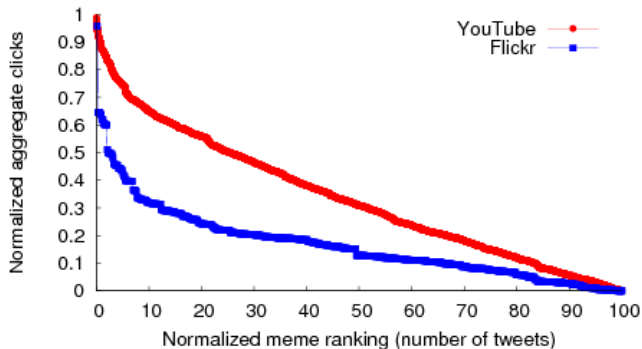 1
0.9
0.8
0.7
0.6
0.5
0.4
0.3
0.2
0.1
0
Normalized aggregate clicks
YouTube
Flickr
0 10 20 30 40 50 60 70 80 90 100
Normalized meme ranking (number of tweets)